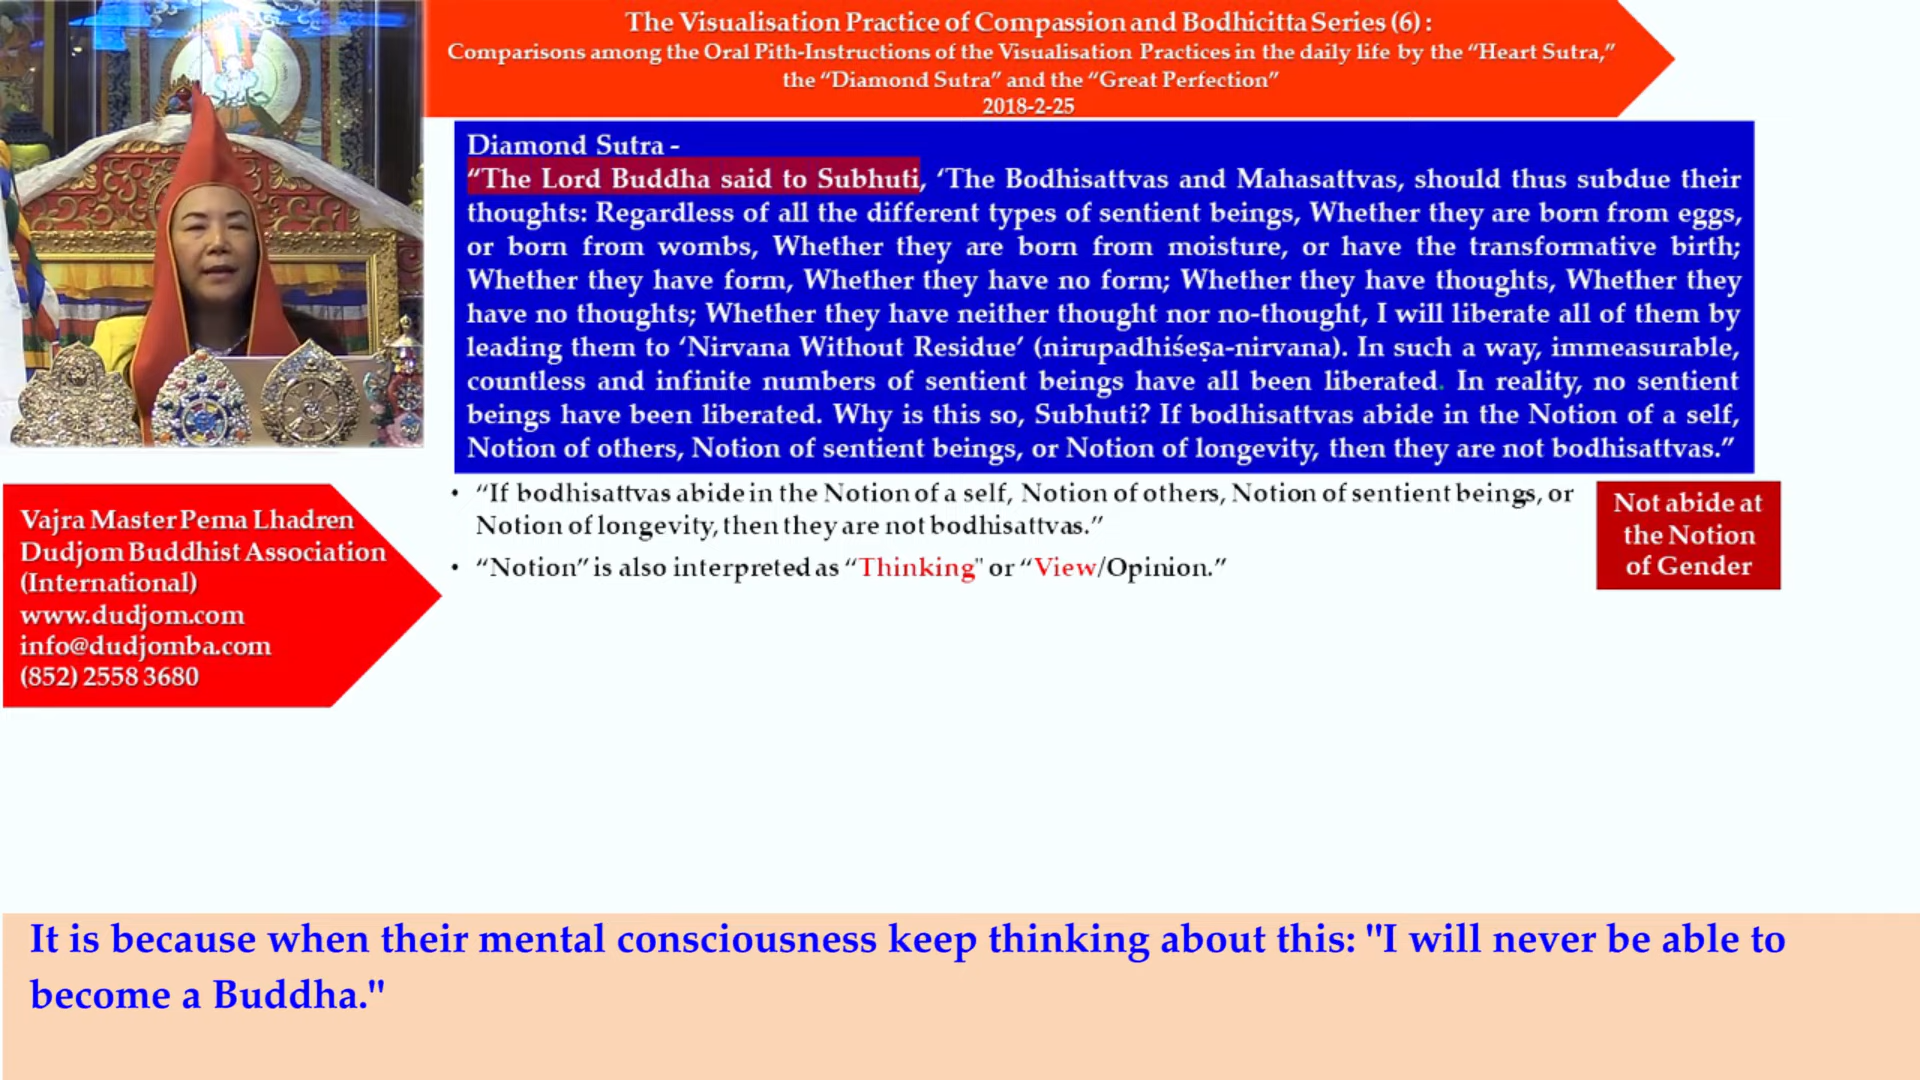 The Visualisation Practice of Compassion and Bodhicitta Series (6) :
Comparisons among the Oral Pith-Instructions of the Visualisation Practices in the daily life by the “Heart Sutra,”
the “Diamond Sutra” and the “Great Perfection”
2018-2-25
Diamond Sutra -
“The Lord Buddha said to Subhuti, ‘The Bodhisattvas and Mahasattvas, should thus subdue their
thoughts: Regardless of all the different types of sentient beings, Whether they are born from eggs,
or born from wombs, Whether they are born from moisture, or have the transformative birth;
Whether they have form, Whether they have no form; Whether they have thoughts, Whether they
have no thoughts; Whether they have neither thought nor no-thought, I will liberate all of them by
leading them to ‘Nirvana Without Residue’ (nirupadhiśeṣa-nirvana). In such a way, immeasurable,
countless and infinite numbers of sentient beings have all been liberated. In reality, no sentient
beings have been liberated. Why is this so, Subhuti? If bodhisattvas abide in the Notion of a self,
Notion of others, Notion of sentient beings, or Notion of longevity, then they are not bodhisattvas.”
• “If bodhisattvas abide in the Notion of a self, Notion of others, Notion of sentient beings, or
Notion of longevity, then they are not bodhisattvas.”
• “Notion” is also interpreted as “Thinking" or “View/Opinion.”
Not abide at
the Notion
of Gender
Vajra Master Pema Lhadren
Dudjom Buddhist Association
(International)
www.dudjom.com
info@dudjomba.com
(852) 2558 3680
It is because when their mental consciousness keep thinking about this: "I will never be able to
become a Buddha."